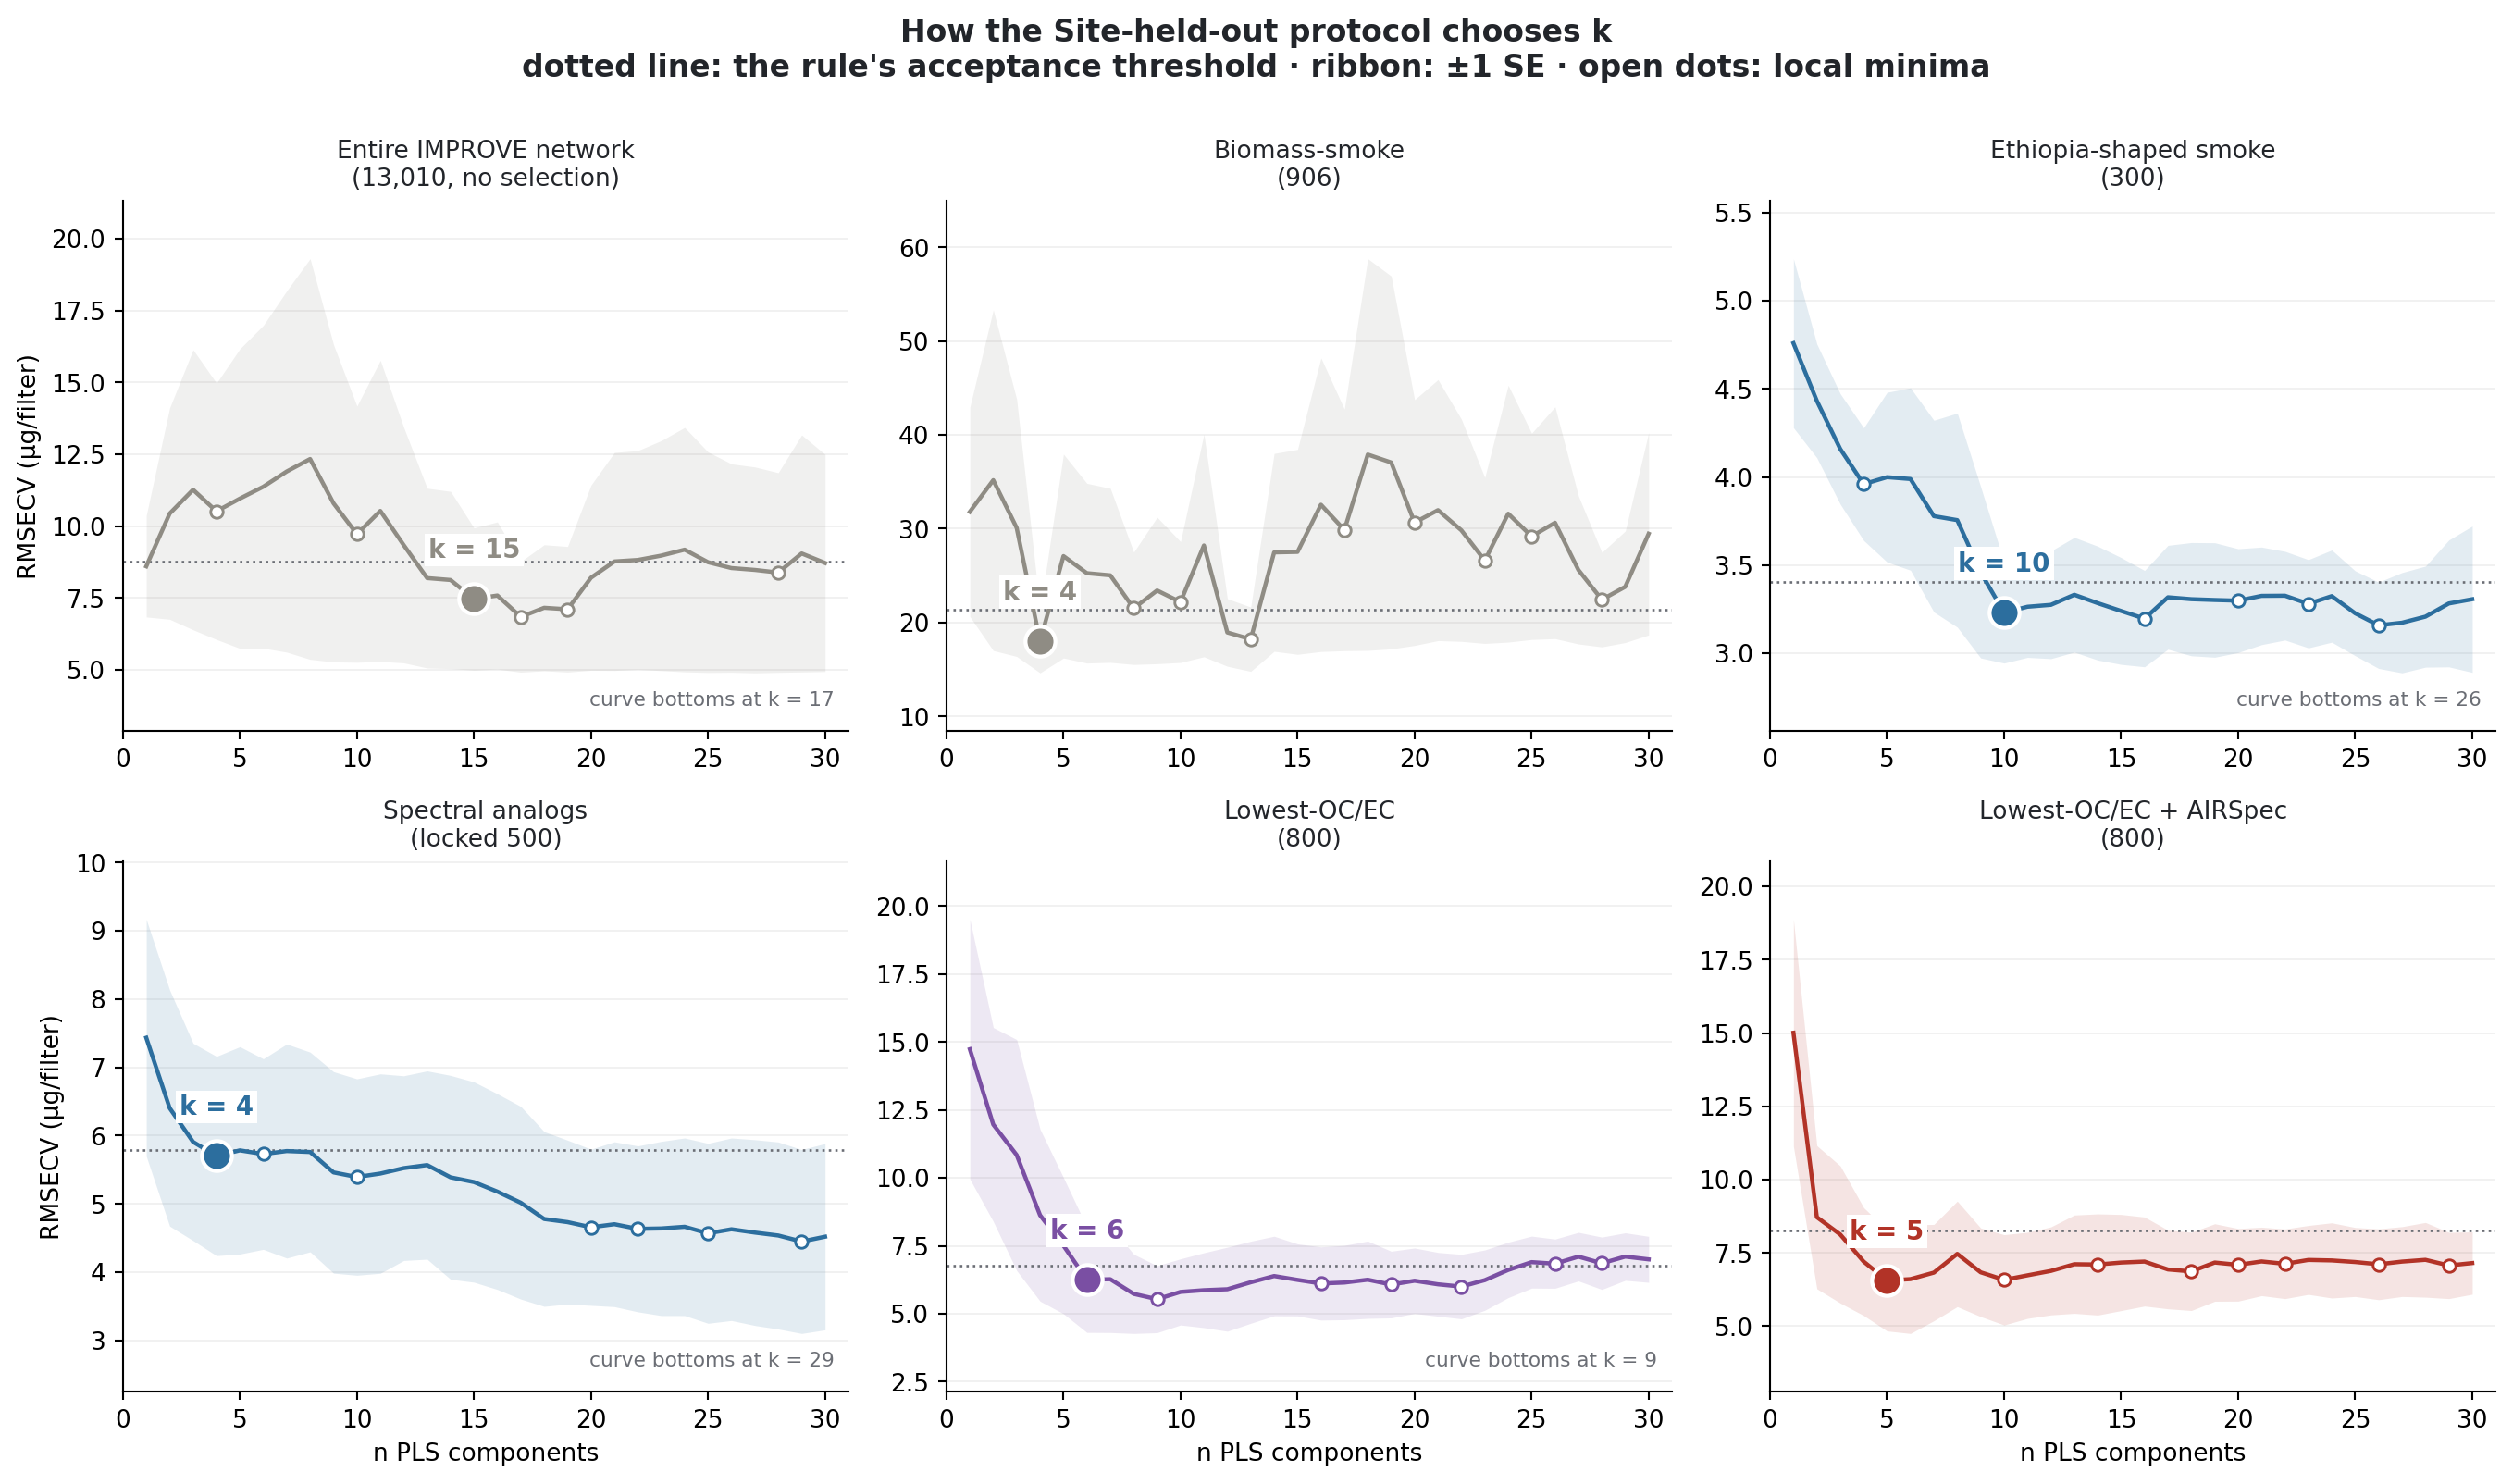 How the Site-held-out protocol chooses k
dotted line: the rule's acceptance threshold · ribbon: ±1 SE · open dots: local minima
Entire IMPROVE network
(13,010, no selection)
RMSECV (µg/filter)
20.0
17.5
15.0
12.5
10.0
7.5
5.0
k = 15
curve bottoms at k = 17
0 5 10 15 20 25 30
Biomass-smoke
(906)
60
50
40
30
20
10
k = 4
0 5 10 15 20 25 30
Ethiopia-shaped smoke
(300)
5.5
5.0
4.5
4.0
3.5
3.0
k = 10
curve bottoms at k = 26
0 5 10 15 20 25 30
Spectral analogs
(locked 500)
RMSECV (µg/filter)
10
9
8
7
6
5
4
3
k = 4
curve bottoms at k = 29
0 5 10 15 20 25 30
n PLS components
Lowest-OC/EC
(800)
20.0
17.5
15.0
12.5
10.0
7.5
5.0
2.5
k = 6
curve bottoms at k = 9
0 5 10 15 20 25 30
n PLS components
Lowest-OC/EC + AIRSpec
(800)
20.0
17.5
15.0
12.5
10.0
7.5
5.0
k = 5
0 5 10 15 20 25 30
n PLS components